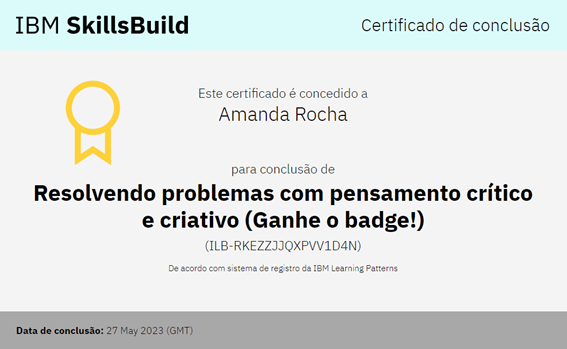 IBM SkillsBuild
Certificado de conclusão
Este certificado é concedido a
Amanda Rocha
para conclusão de
Resolvendo problemas com pensamento crítico
e criativo (Ganhe o badge!)
(ILB-RKEZZJJQXPVV1D4N)
De acordo com sistema de registro da IBM Learning Patterns
Data de conclusão: 27 May 2023 (GMT)